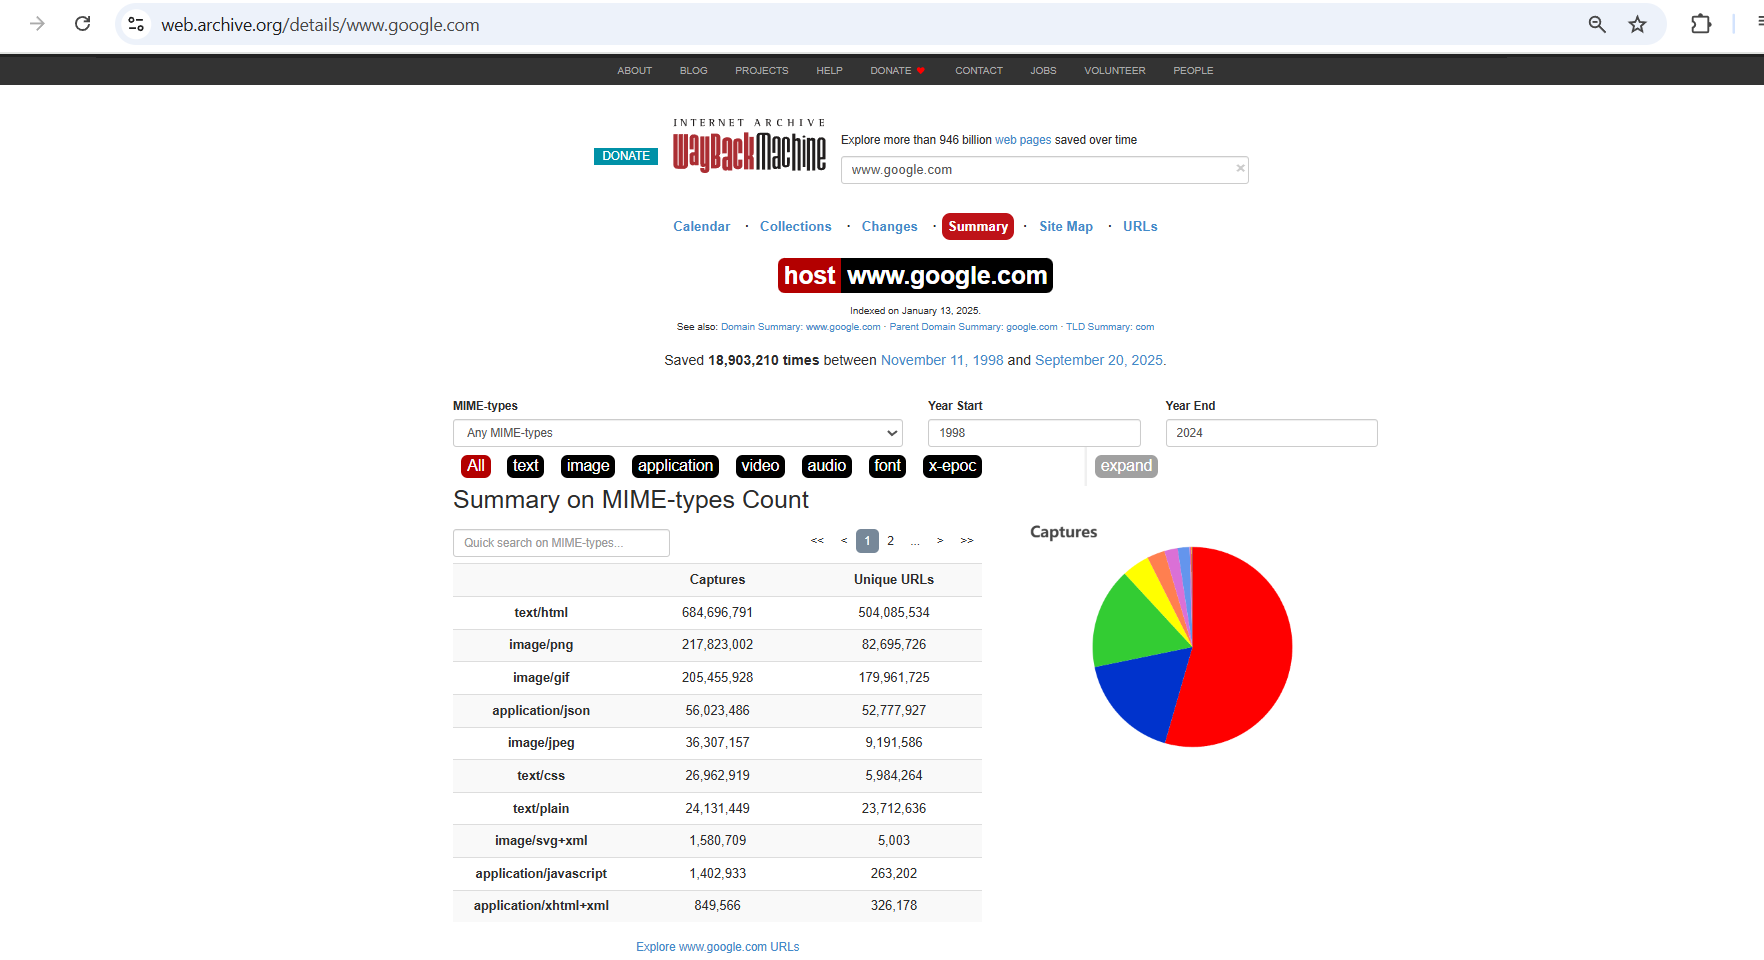 web.archive.org/details/www.google.com
ABOUT BLOG PROJECTS HELP DONATE CONTACT JOBS VOLUNTEER PEOPLE
INTERNET ARCHIVE
WayBackMachine
DONATE
Explore more than 946 billion web pages saved over time
www.google.com ×
Calendar · Collections · Changes · Summary · Site Map · URLs
host www.google.com
Indexed on January 13, 2025.
See also: Domain Summary: www.google.com · Parent Domain Summary: google.com · TLD Summary: com
Saved 18,903,210 times between November 11, 1998 and September 20, 2025.
MIME-types Year Start Year End
Any MIME-types 1998 2024
All text image application video audio font x-epoc expand
Summary on MIME-types Count
Quick search on MIME-types... << < 1 2 ... > >>
Captures
Captures Unique URLs
text/html 684,696,791 504,085,534
image/png 217,823,002 82,695,726
image/gif 205,455,928 179,961,725
application/json 56,023,486 52,777,927
image/jpeg 36,307,157 9,191,586
text/css 26,962,919 5,984,264
text/plain 24,131,449 23,712,636
image/svg+xml 1,580,709 5,003
application/javascript 1,402,933 263,202
application/xhtml+xml 849,566 326,178
Explore www.google.com URLs